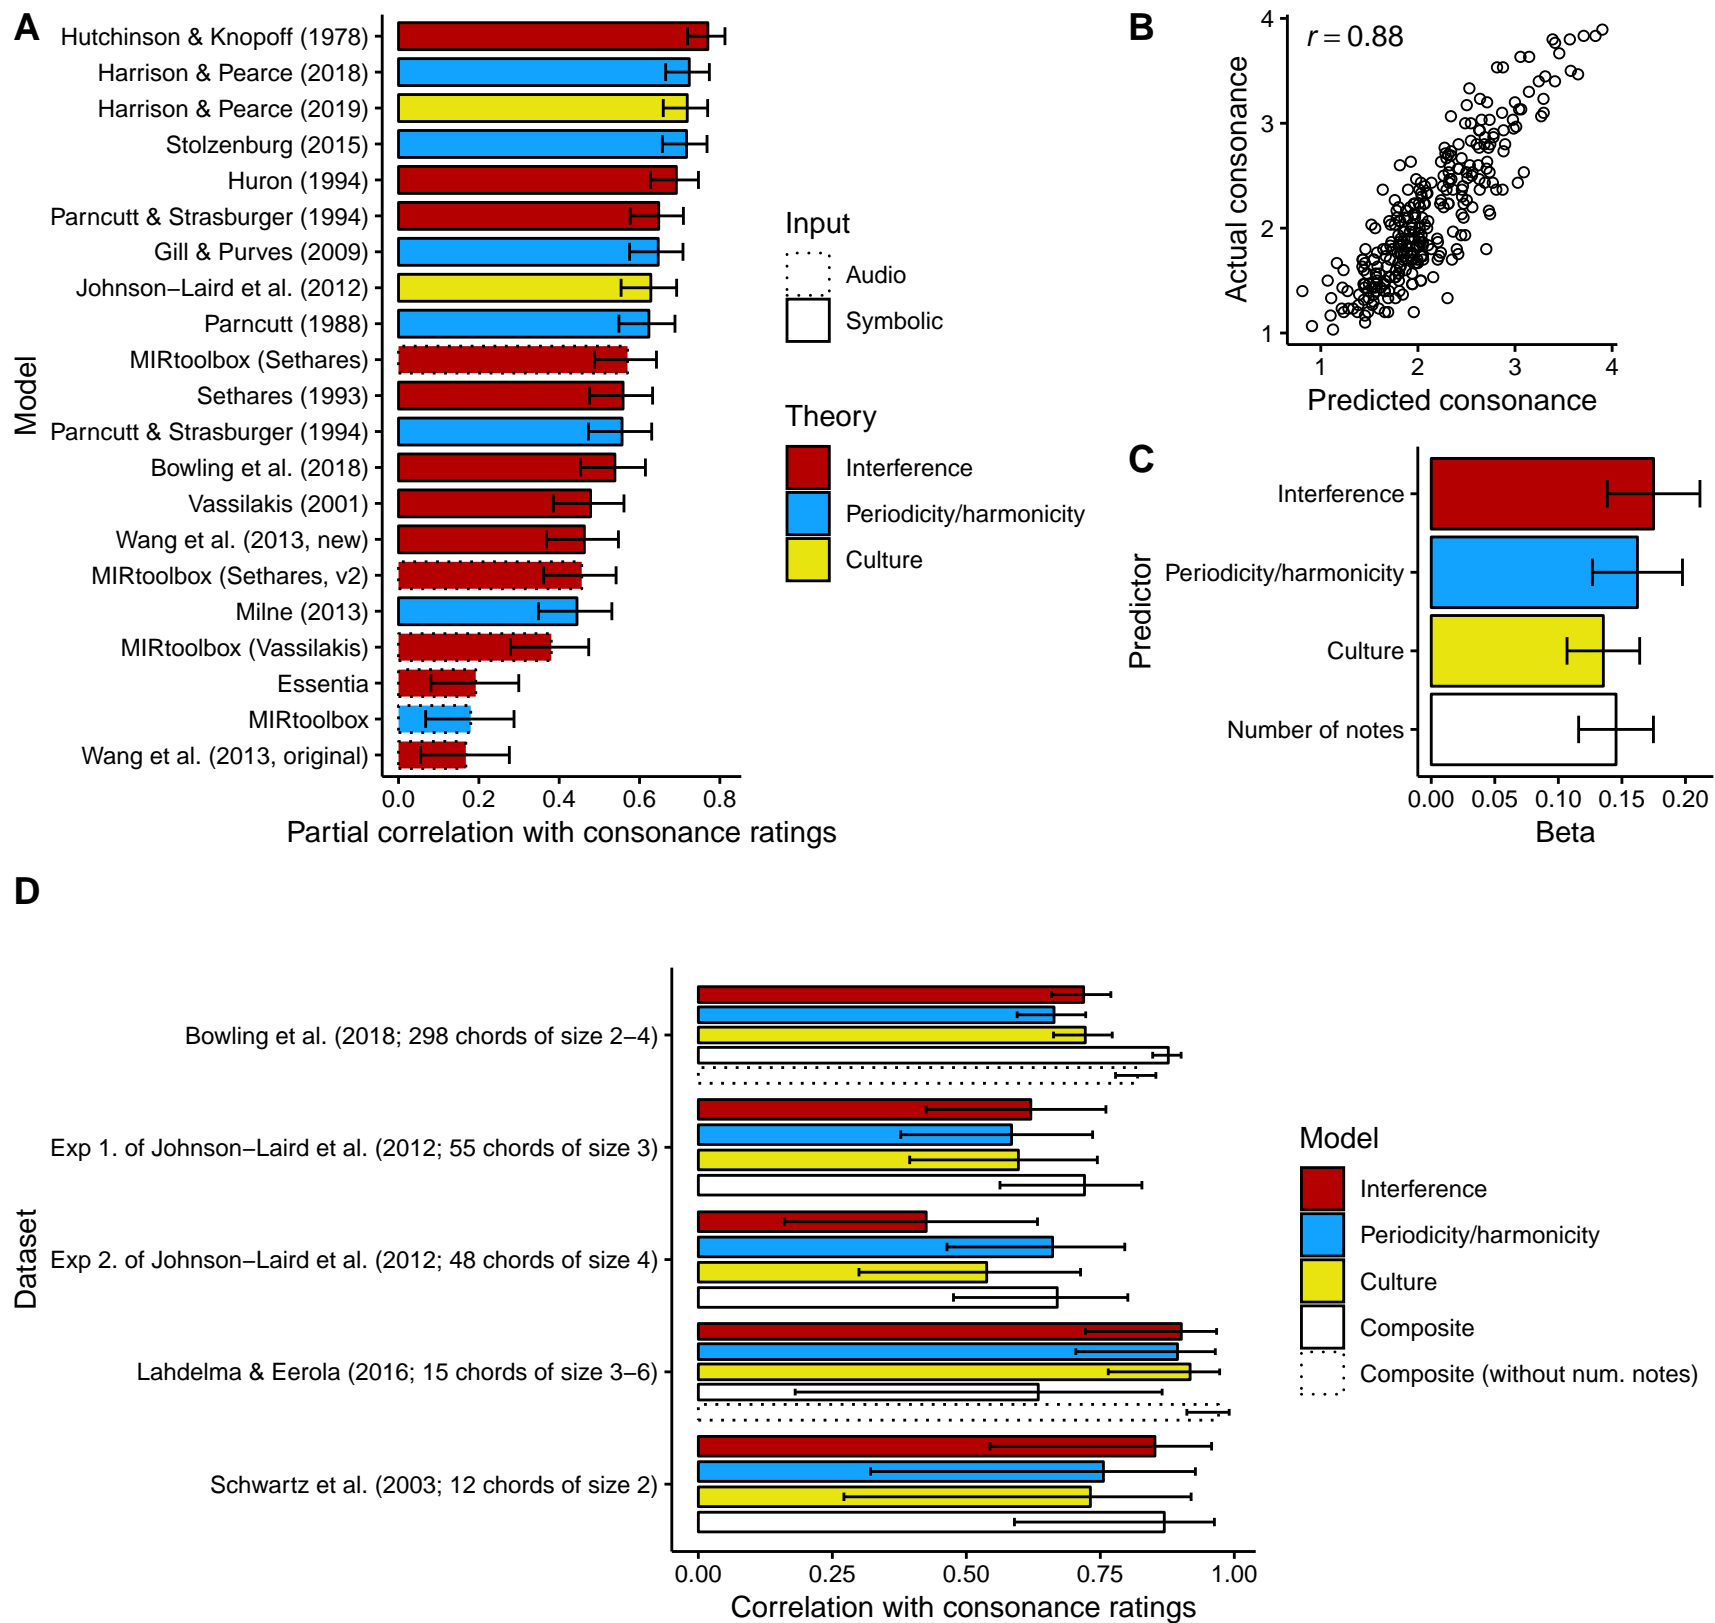 A
Hutchinson & Knopoff (1978)
Harrison & Pearce (2018)
Harrison & Pearce (2019)
Stolzenburg (2015)
Huron (1994)
Parncutt & Strasburger (1994)
Gill & Purves (2009)
Johnson–Laird et al. (2012)
Parncutt (1988)
MIRtoolbox (Sethares)
Sethares (1993)
Parncutt & Strasburger (1994)
Bowling et al. (2018)
Vassilakis (2001)
Wang et al. (2013, new)
MIRtoolbox (Sethares, v2)
Milne (2013)
MIRtoolbox (Vassilakis)
Essentia
MIRtoolbox
Wang et al. (2013, original)
Model
0.0 0.2 0.4 0.6 0.8
Partial correlation with consonance ratings
Input
Audio
Symbolic
Theory
Interference
Periodicity/harmonicity
Culture
B
r = 0.88
4
3
2
1
Actual consonance
1 2 3 4
Predicted consonance
C
Interference
Periodicity/harmonicity
Culture
Number of notes
Predictor
0.00 0.05 0.10 0.15 0.20
Beta
D
Bowling et al. (2018; 298 chords of size 2–4)
Exp 1. of Johnson–Laird et al. (2012; 55 chords of size 3)
Exp 2. of Johnson–Laird et al. (2012; 48 chords of size 4)
Lahdelma & Eerola (2016; 15 chords of size 3–6)
Schwartz et al. (2003; 12 chords of size 2)
Dataset
0.00 0.25 0.50 0.75 1.00
Correlation with consonance ratings
Model
Interference
Periodicity/harmonicity
Culture
Composite
Composite (without num. notes)